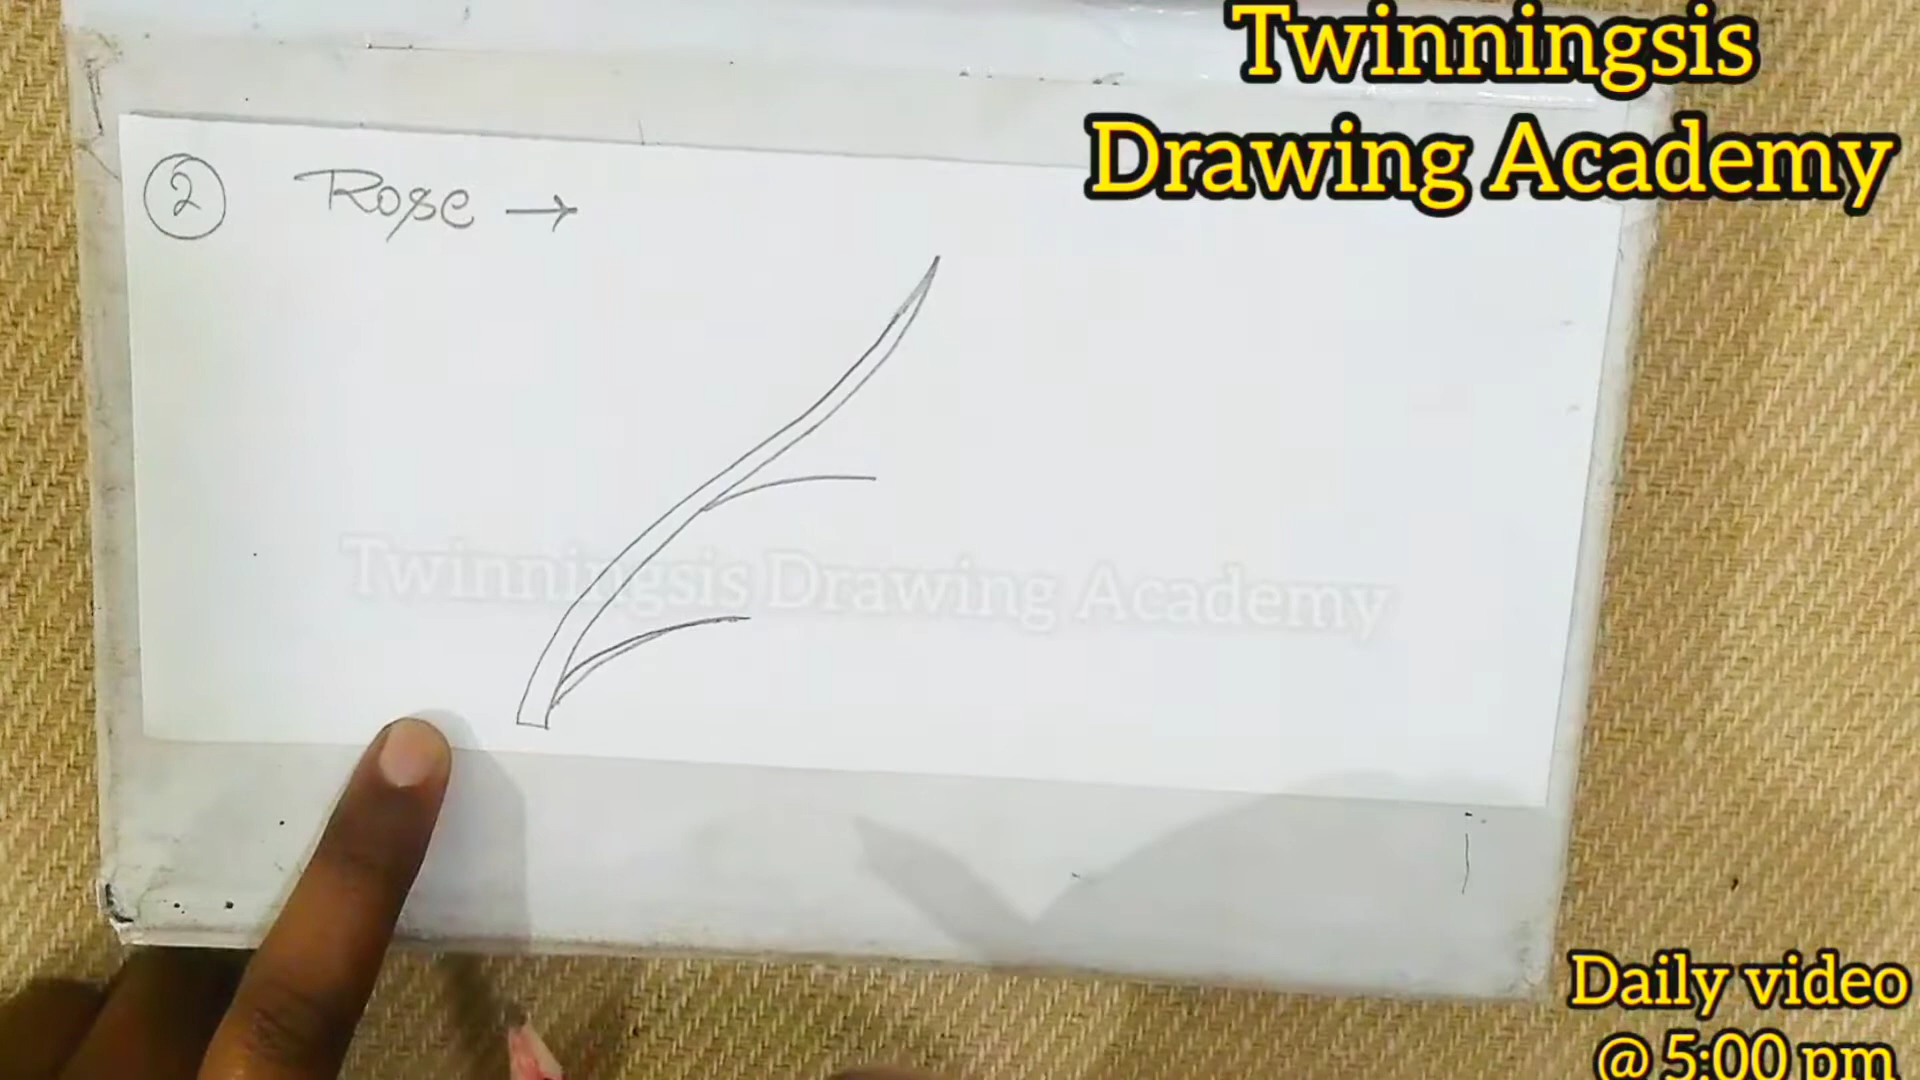 Twinningsis
Drawing Academy
2 Rose →
Twinningsis Drawing Academy
Daily video
@ 5:00 pm